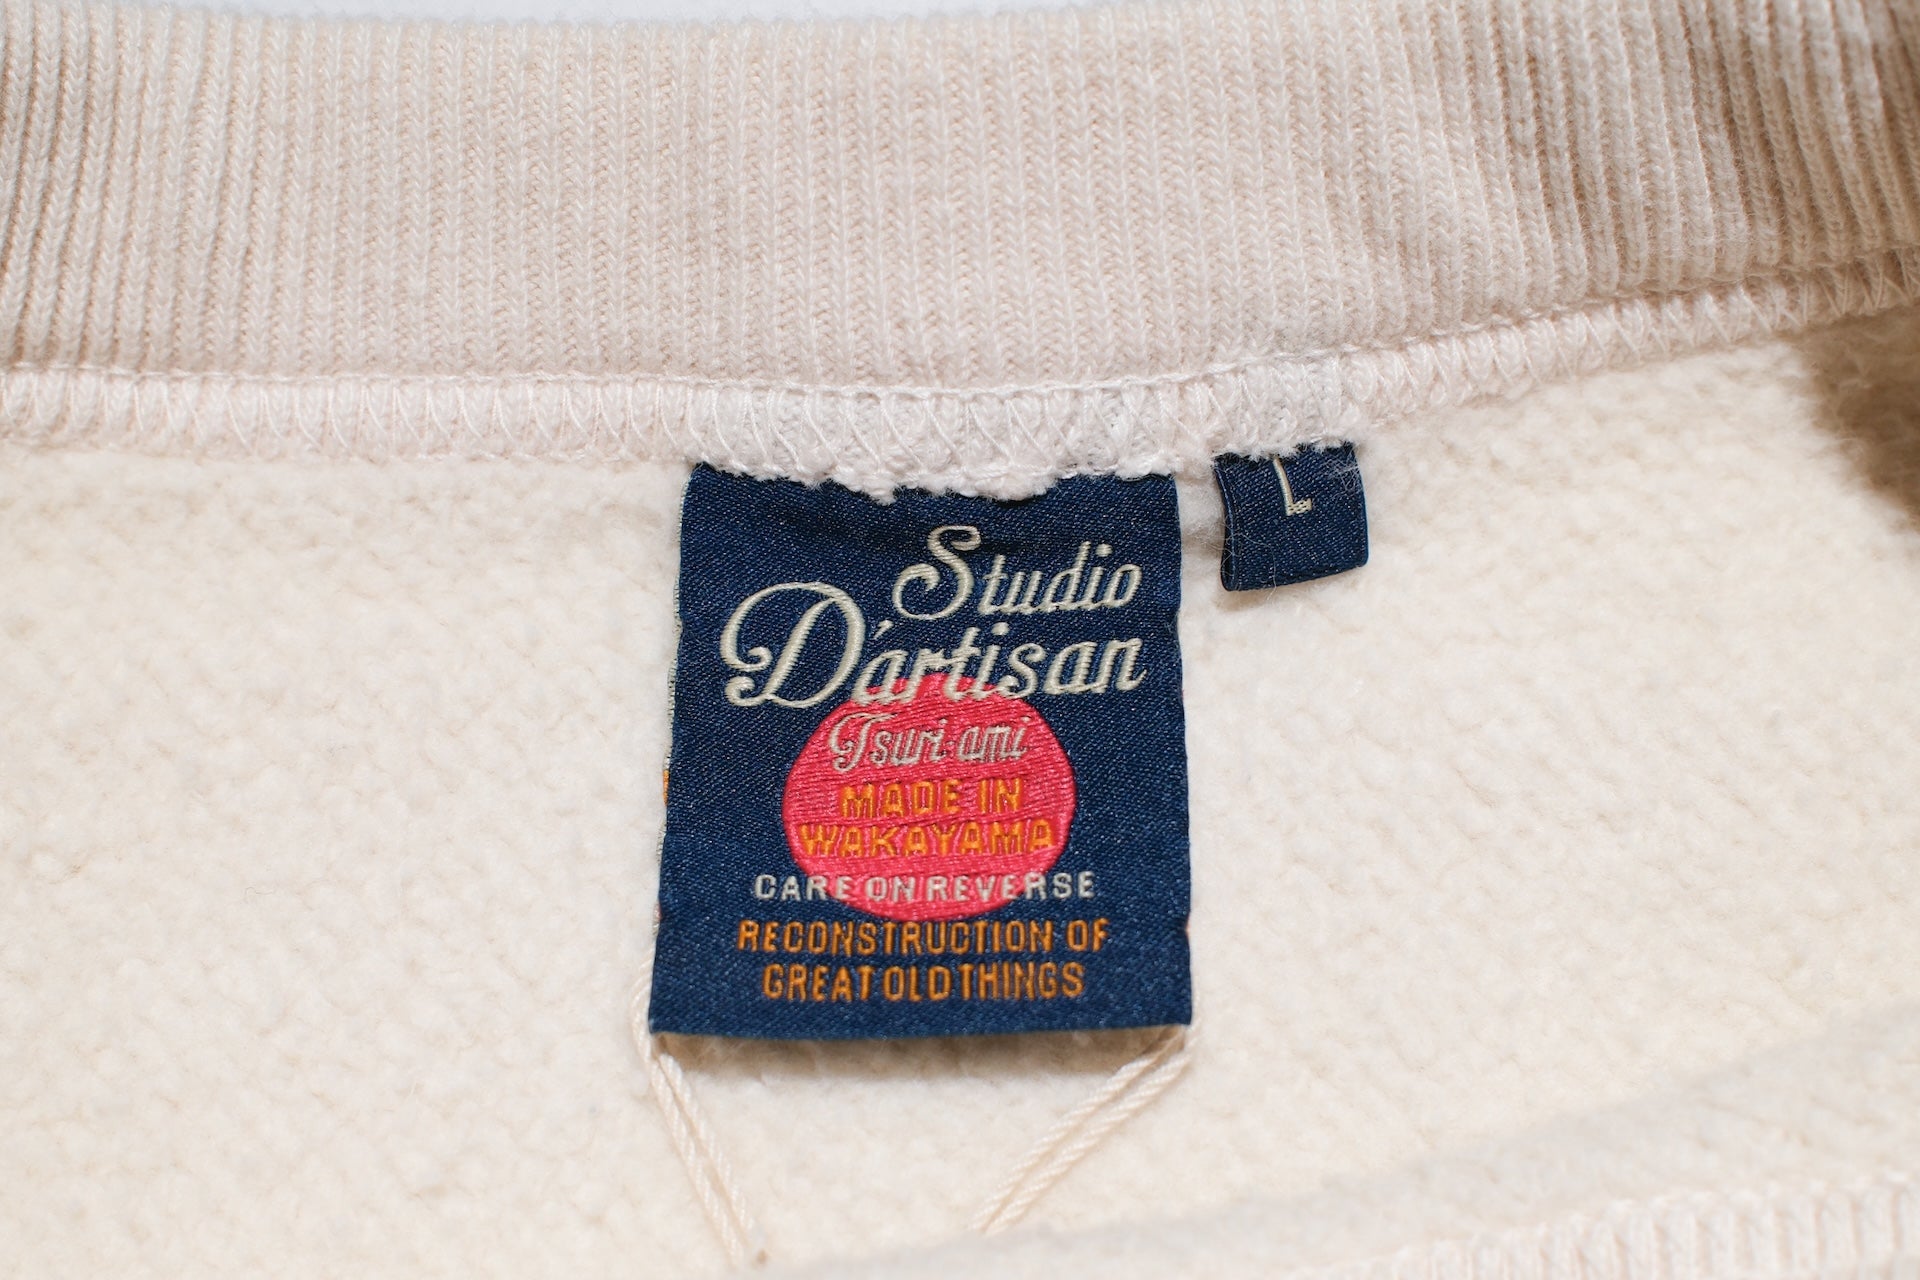 Studio
D'artisan
Tsuri-ami
MADE IN
WAKAYAMA
CARE ON REVERSE
RECONSTRUCTION OF
GREAT OLD THINGS
L